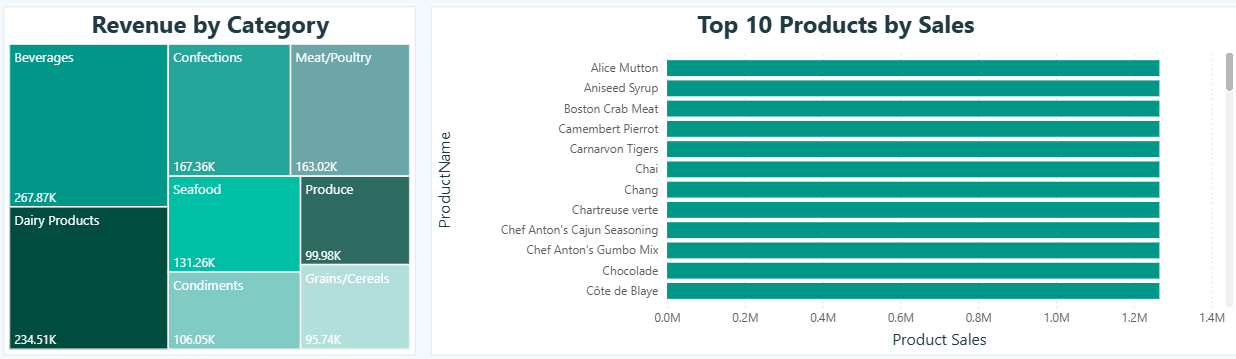 Revenue by Category
Beverages
267.87K
Dairy Products
234.51K
Confections
167.36K
Meat/Poultry
163.02K
Seafood
131.26K
Condiments
106.05K
Produce
99.98K
Grains/Cereals
95.74K
Top 10 Products by Sales
ProductName
Alice Mutton
Aniseed Syrup
Boston Crab Meat
Camembert Pierrot
Carnarvon Tigers
Chai
Chang
Chartreuse verte
Chef Anton's Cajun Seasoning
Chef Anton's Gumbo Mix
Chocolade
Côte de Blaye
0.0M 0.2M 0.4M 0.6M 0.8M 1.0M 1.2M 1.4M
Product Sales